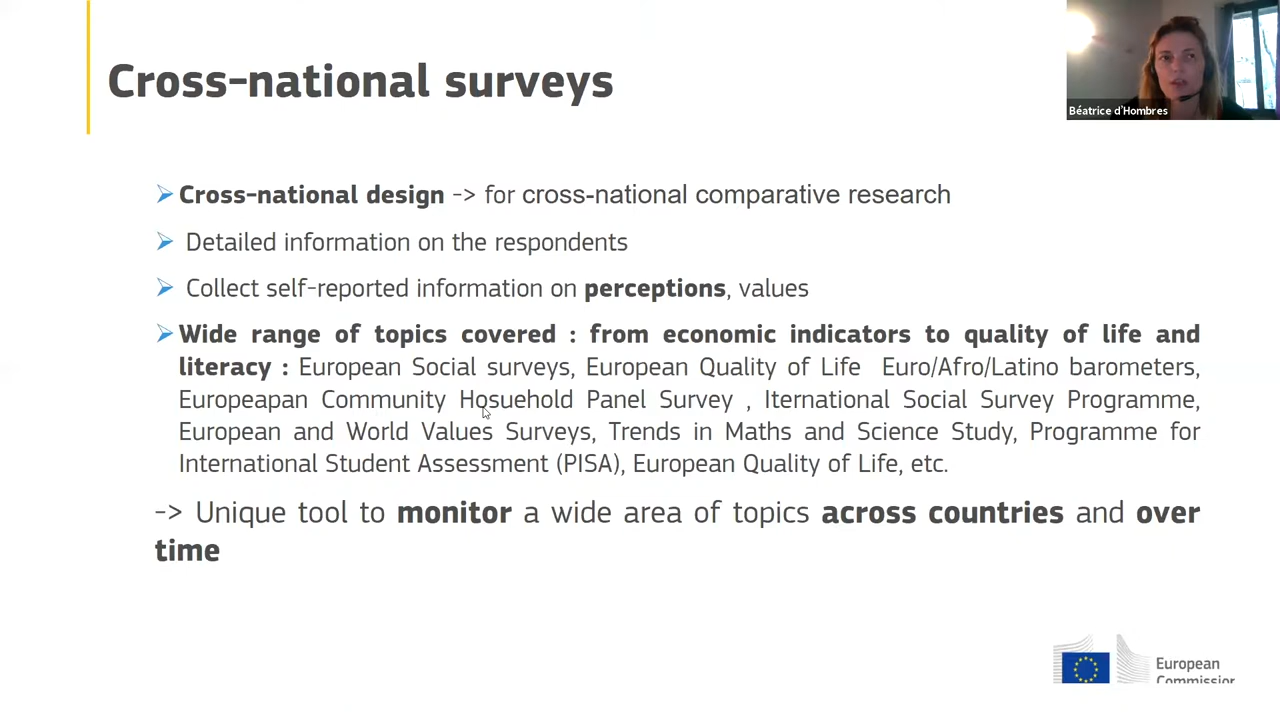 Cross-national surveys
Béatrice d'Hombres
Cross-national design -> for cross-national comparative research
Detailed information on the respondents
Collect self-reported information on perceptions, values
Wide range of topics covered : from economic indicators to quality of life and
literacy : European Social surveys, European Quality of Life Euro/Afro/Latino barometers,
Europeapan Community Hosuehold Panel Survey , Iternational Social Survey Programme,
European and World Values Surveys, Trends in Maths and Science Study, Programme for
International Student Assessment (PISA), European Quality of Life, etc.
-> Unique tool to monitor a wide area of topics across countries and over
time
European
Commission